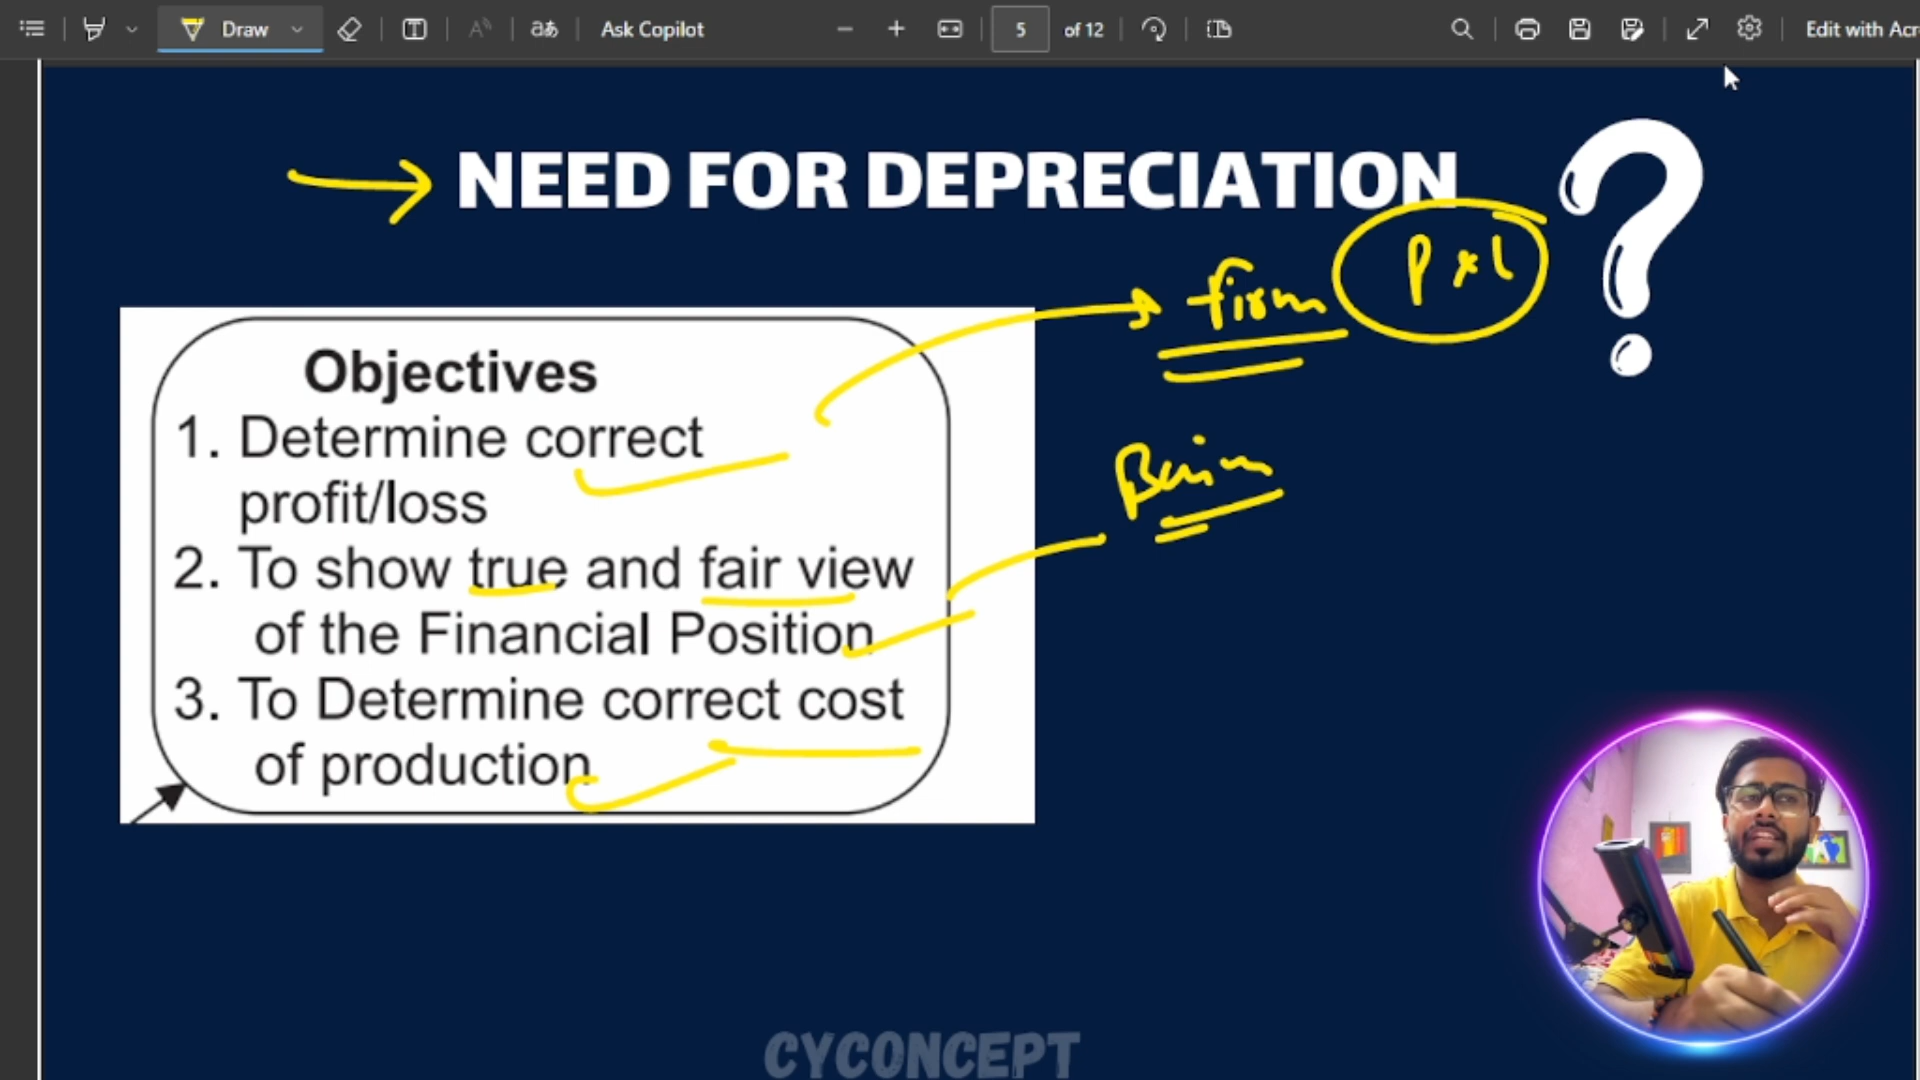 Draw
aあ
Ask Copilot
5
of 12
Edit with Acr
NEED FOR DEPRECIATION
P & L
firm
Objectives
1. Determine correct
profit/loss
2. To show true and fair view
of the Financial Position
3. To Determine correct cost
of production
CYCONCEPT